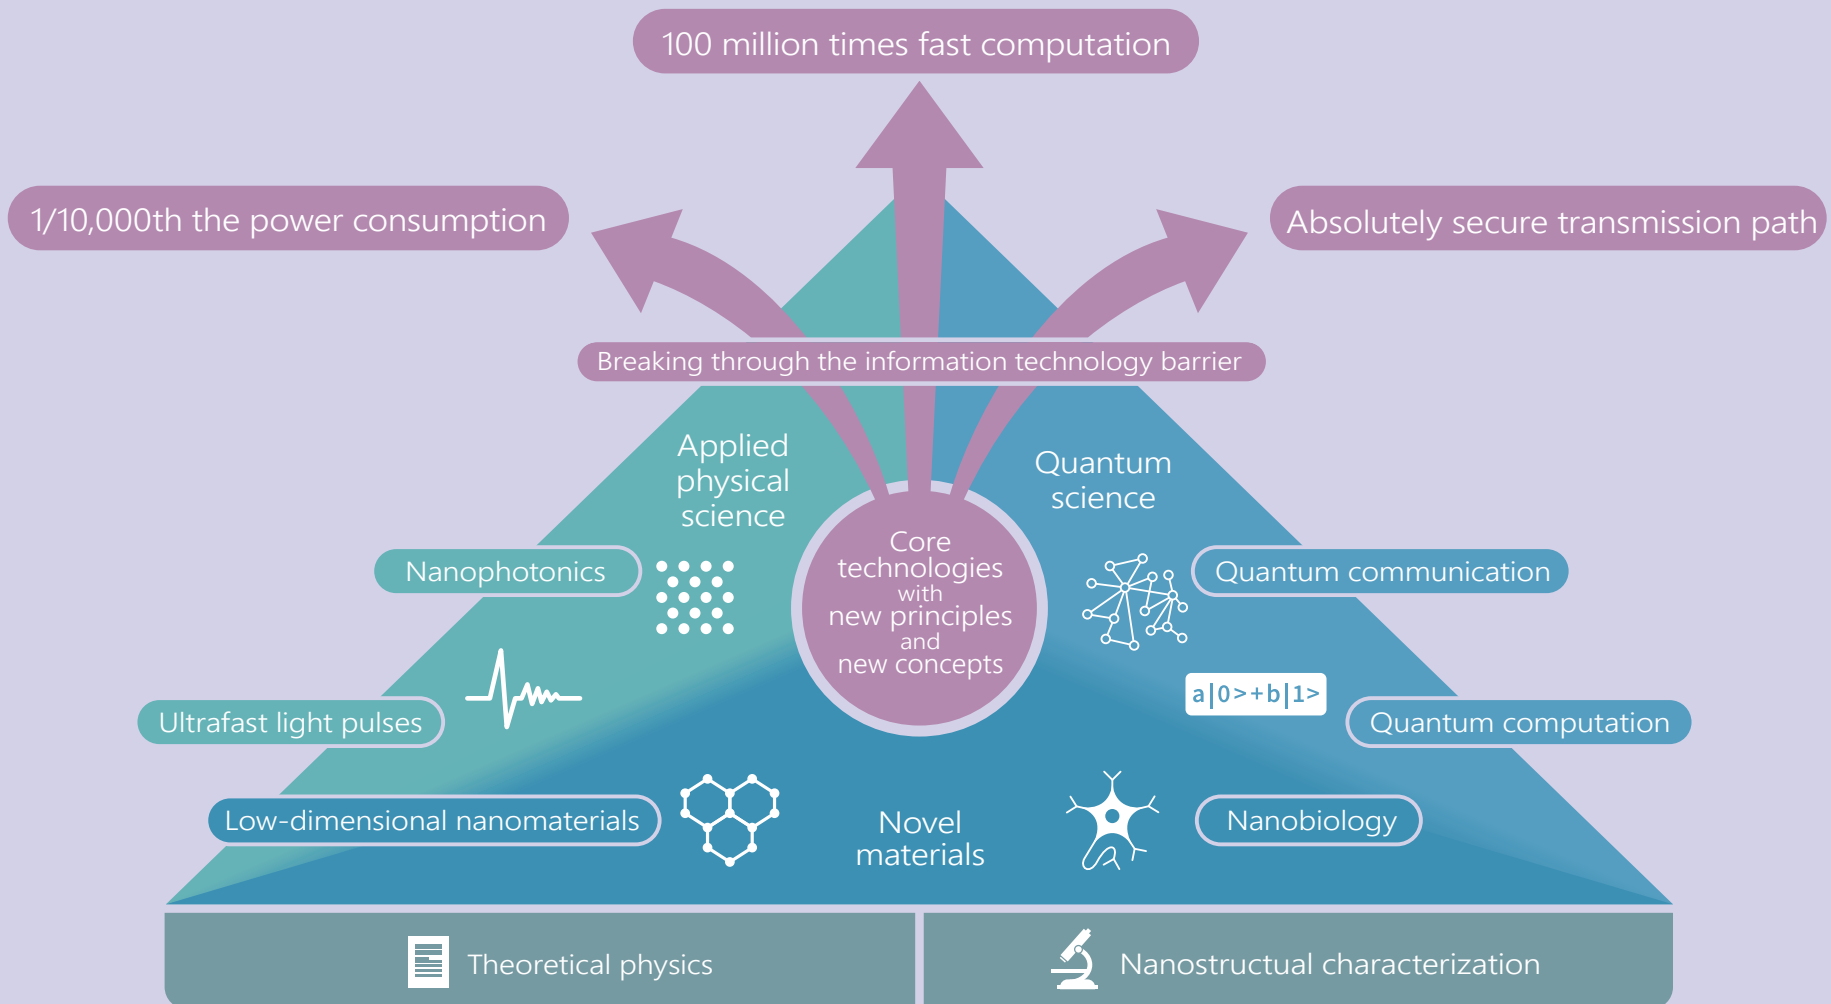 100 million times fast computation
1/10,000th the power consumption
Absolutely secure transmission path
Breaking through the information technology barrier
Applied
physical
science
Quantum
science
Core
technologies
with
new principles
and
new concepts
Nanophotonics
Quantum communication
a|0>+b|1>
Ultrafast light pulses
Quantum computation
Low-dimensional nanomaterials
Novel
materials
Nanobiology
Theoretical physics
Nanostructual characterization